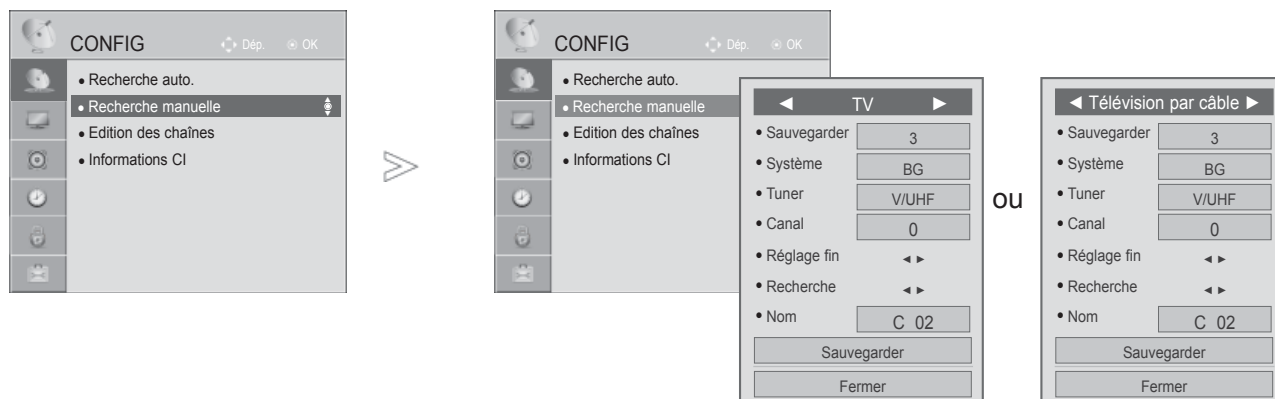 CONFIG Dép. OK
• Recherche auto.
• Recherche manuelle
• Edition des chaînes
• Informations CI
CONFIG Dép. OK
• Recherche auto.
• Recherche manuelle
• Edition des chaînes
• Informations CI
◄ TV ►
• Sauvegarder 3
• Système BG
• Tuner V/UHF
• Canal 0
• Réglage fin ◄ ►
• Recherche ◄ ►
• Nom C 02
Sauvegarder
Fermer
ou
◄ Télévision par câble ►
• Sauvegarder 3
• Système BG
• Tuner V/UHF
• Canal 0
• Réglage fin ◄ ►
• Recherche ◄ ►
• Nom C 02
Sauvegarder
Fermer